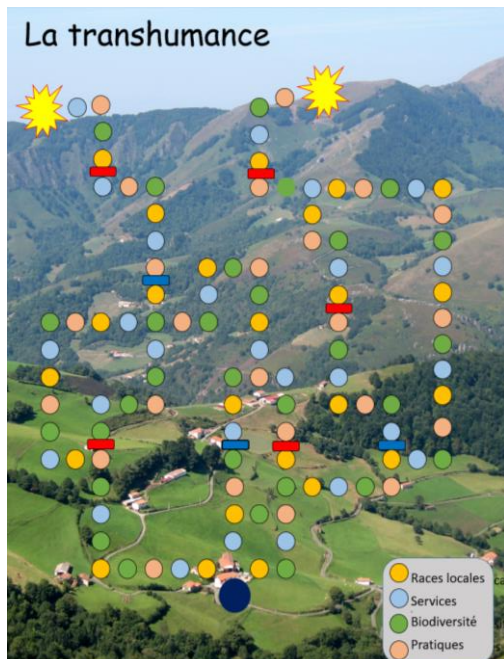 La transhumance
Races locales
Services
Biodiversité
Pratiques